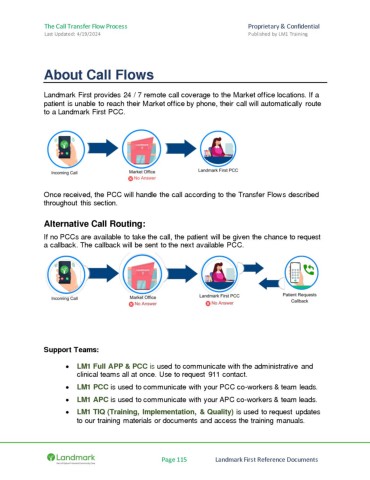 The Call Transfer Flow Process Proprietary & Confidential
Last Updated: 4/19/2024 Published by LM1 Training
About Call Flows
Landmark First provides 24 / 7 remote call coverage to the Market office locations. If a
patient is unable to reach their Market office by phone, their call will automatically route
to a Landmark First PCC.
Incoming Call Market Office Landmark First PCC
No Answer
Once received, the PCC will handle the call according to the Transfer Flows described
throughout this section.
Alternative Call Routing:
If no PCCs are available to take the call, the patient will be given the chance to request
a callback. The callback will be sent to the next available PCC.
Incoming Call Market Office Landmark First PCC Patient Requests
Callback
No Answer No Answer
Support Teams:
• LM1 Full APP & PCC is used to communicate with the administrative and
clinical teams all at once. Use to request 911 contact.
• LM1 PCC is used to communicate with your PCC co-workers & team leads.
• LM1 APC is used to communicate with your APC co-workers & team leads.
• LM1 TIQ (Training, Implementation, & Quality) is used to request updates
to our training materials or documents and access the training manuals.
Landmark Page 115 Landmark First Reference Documents